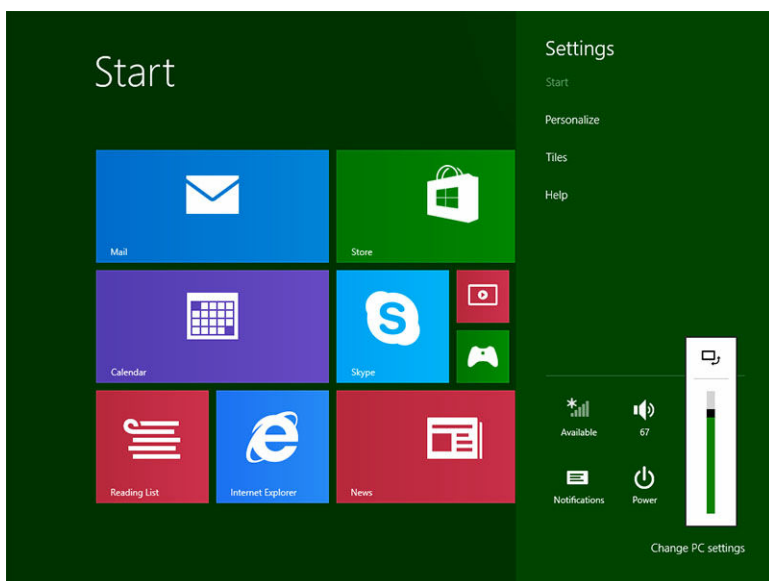 Start
Mail
Store
Calendar
Skype
Reading List
Internet Explorer
News
Settings
Start
Personalize
Tiles
Help
Available
67
Notifications
Power
Change PC settings